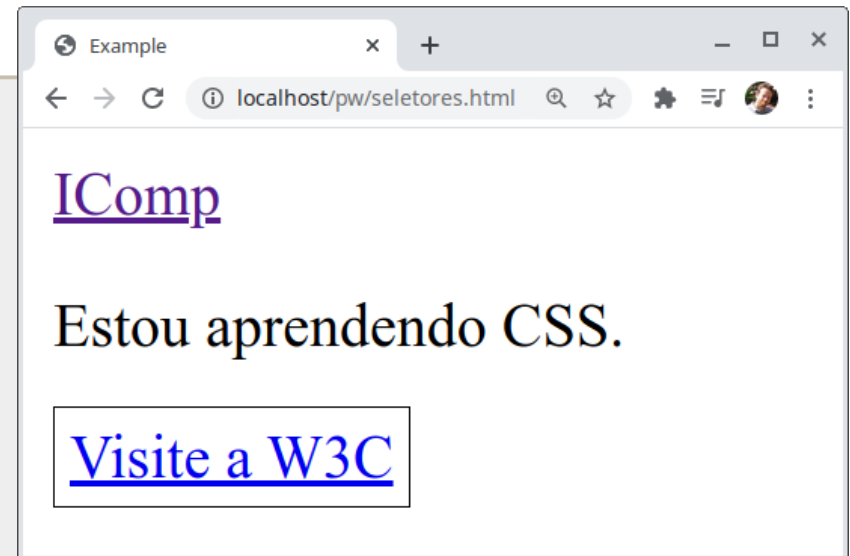 Example
localhost/pw/seletores.html
IComp
Estou aprendendo CSS.
Visite a W3C